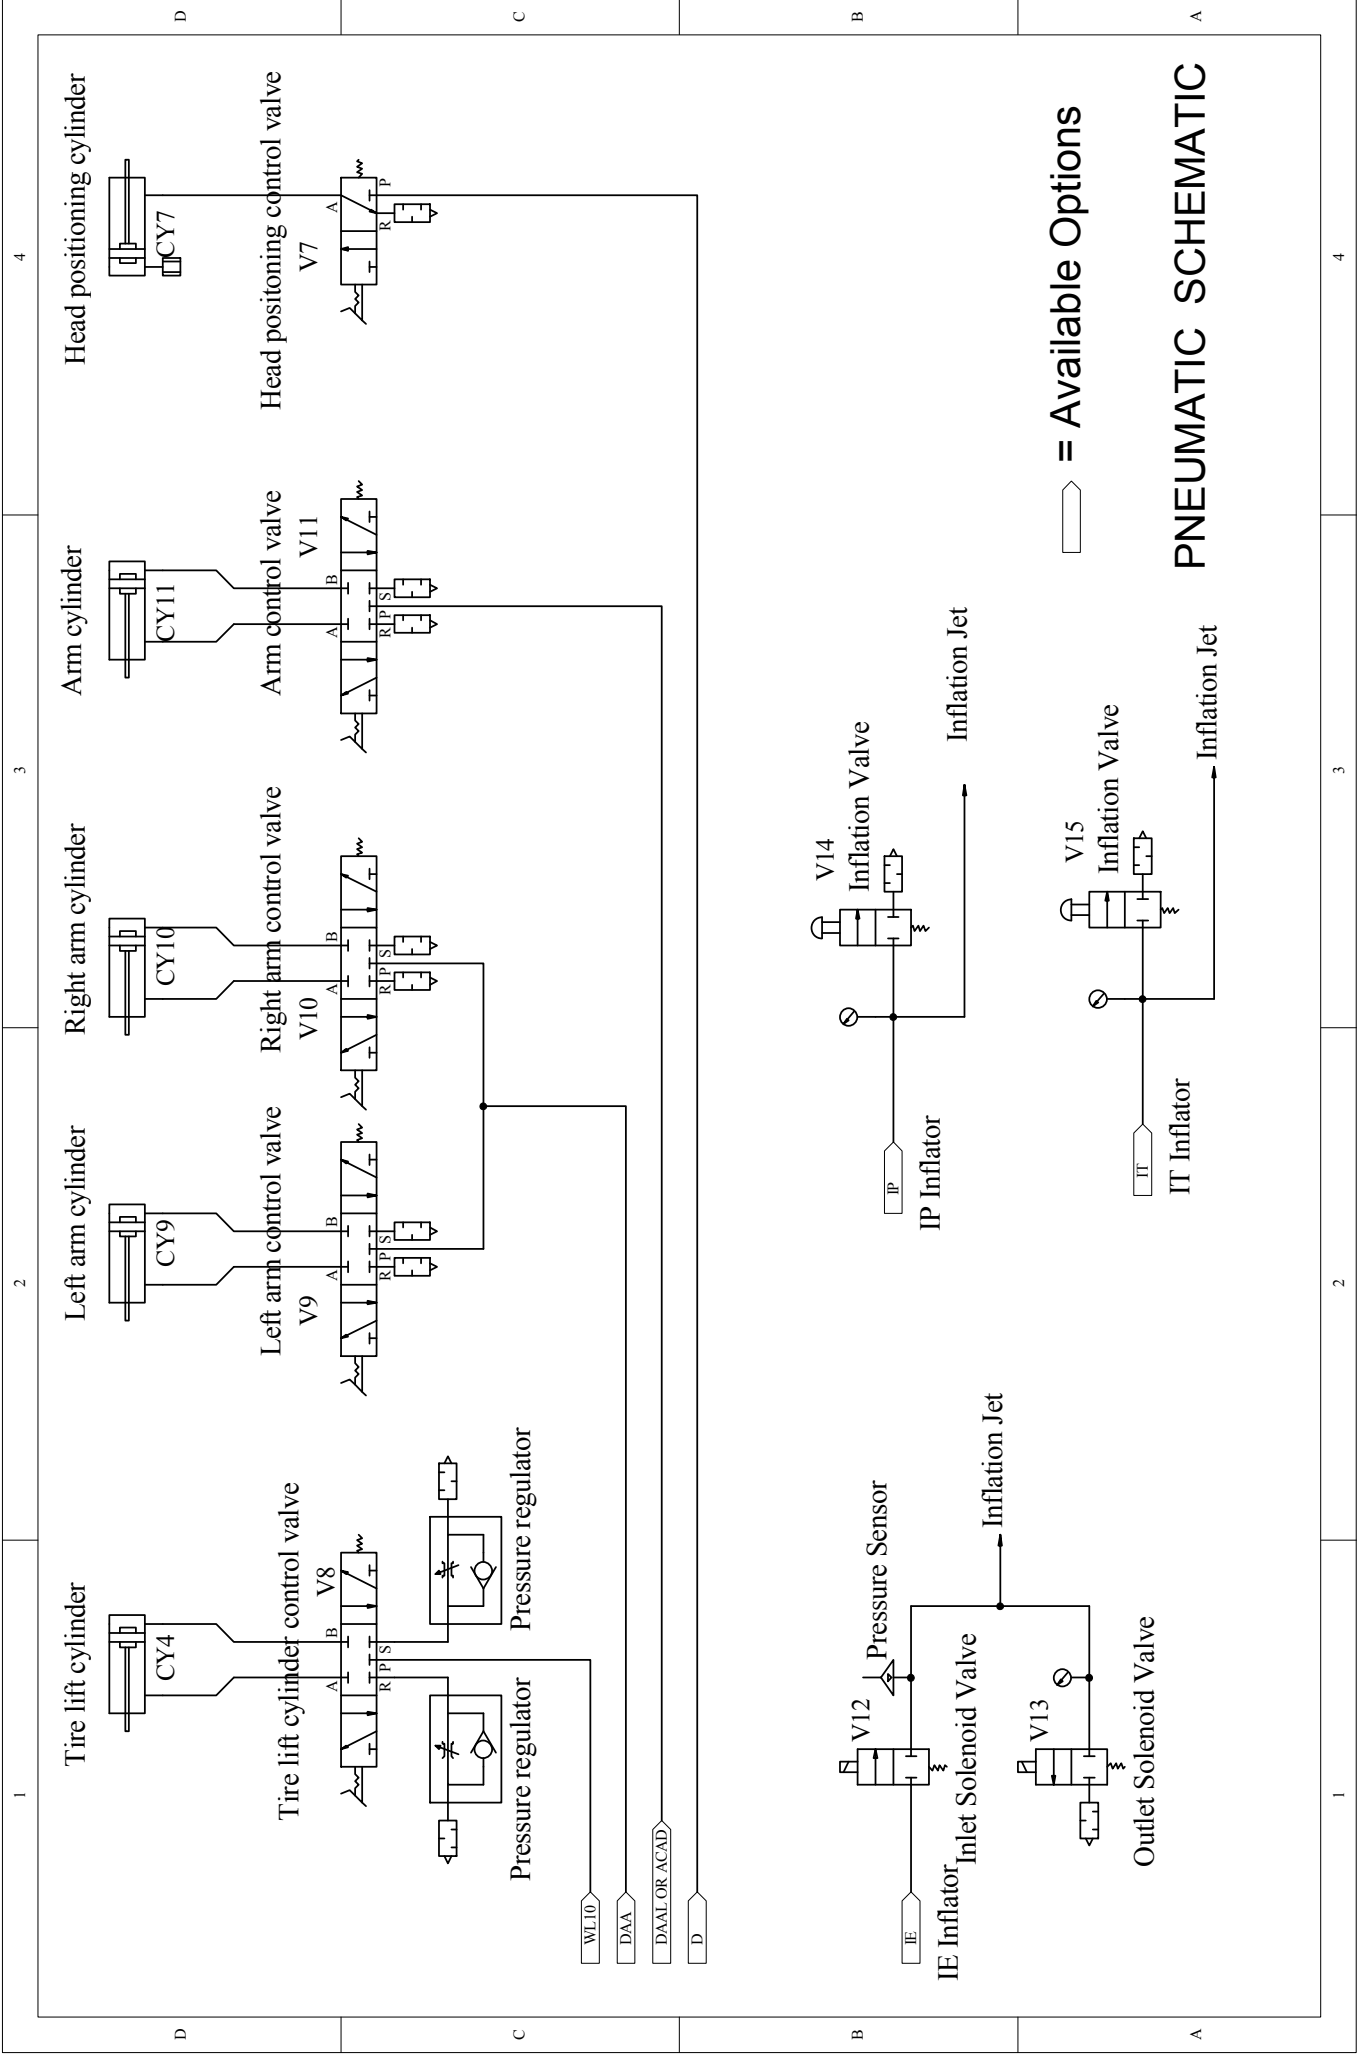 1
2
3
4
D
C
B
A
Tire lift cylinder
CY4
Tire lift cylinder control valve
V8
A
B
R
P
S
Pressure regulator
Pressure regulator
Left arm cylinder
CY9
Left arm control valve
V9
A
B
R
P
S
Right arm cylinder
CY10
Right arm control valve
V10
A
B
R
P
S
Arm cylinder
CY11
Arm control valve
V11
A
B
R
P
S
Head positioning cylinder
CY7
Head positoning control valve
V7
A
R
P
WL10
DAA
DAAL OR ACAD
D
IE
IE Inflator
V12
Inlet Solenoid Valve
Pressure Sensor
V13
Outlet Solenoid Valve
Inflation Jet
IP
IP Inflator
V14
Inflation Valve
Inflation Jet
IT
IT Inflator
V15
Inflation Valve
Inflation Jet
= Available Options
PNEUMATIC SCHEMATIC
D
C
B
A
1
2
3
4